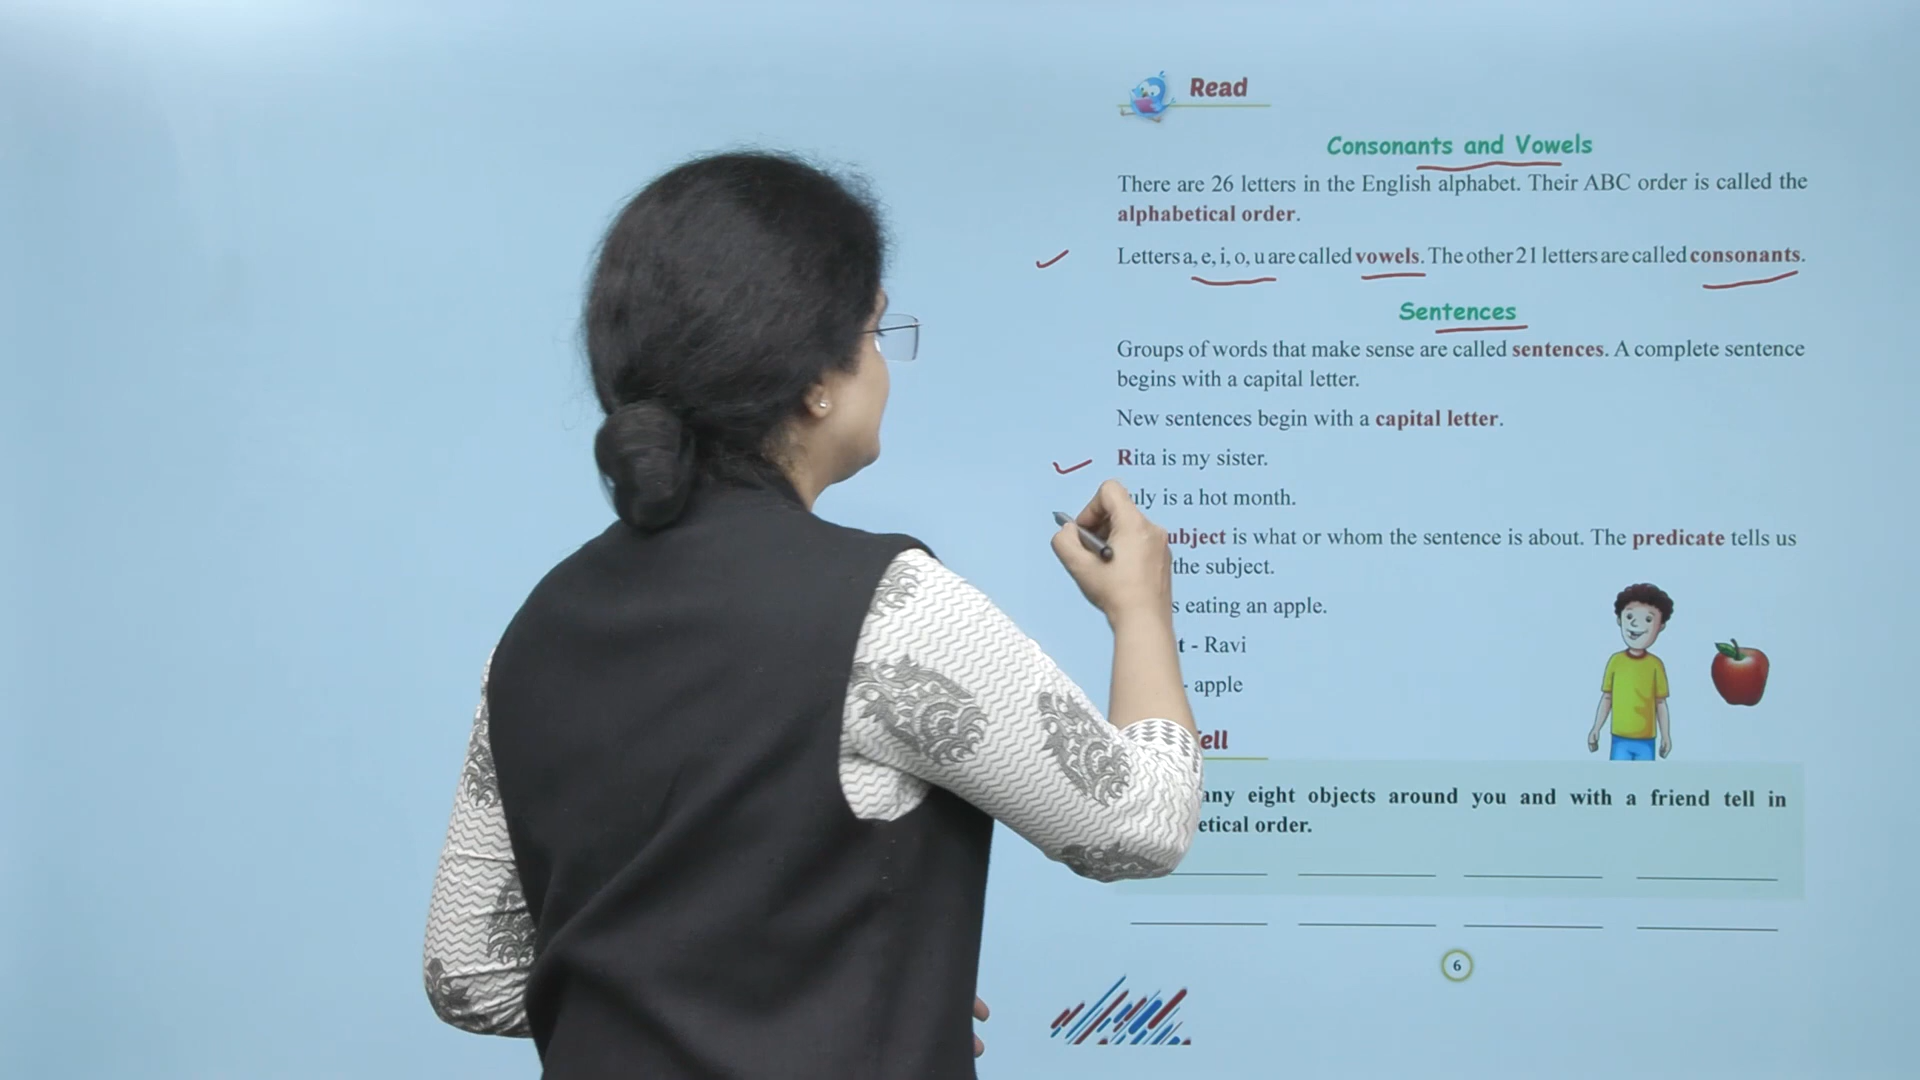 Read
Consonants and Vowels
There are 26 letters in the English alphabet. Their ABC order is called the
alphabetical order.
Letters a, e, i, o, u are called vowels. The other 21 letters are called consonants.
Sentences
Groups of words that make sense are called sentences. A complete sentence
begins with a capital letter.
New sentences begin with a capital letter.
Rita is my sister.
is a hot month.
is what or whom the sentence is about. The predicate tells us
the subject.
eating an apple.
- Ravi
- apple
any eight objects around you and with a friend tell in
order.
6